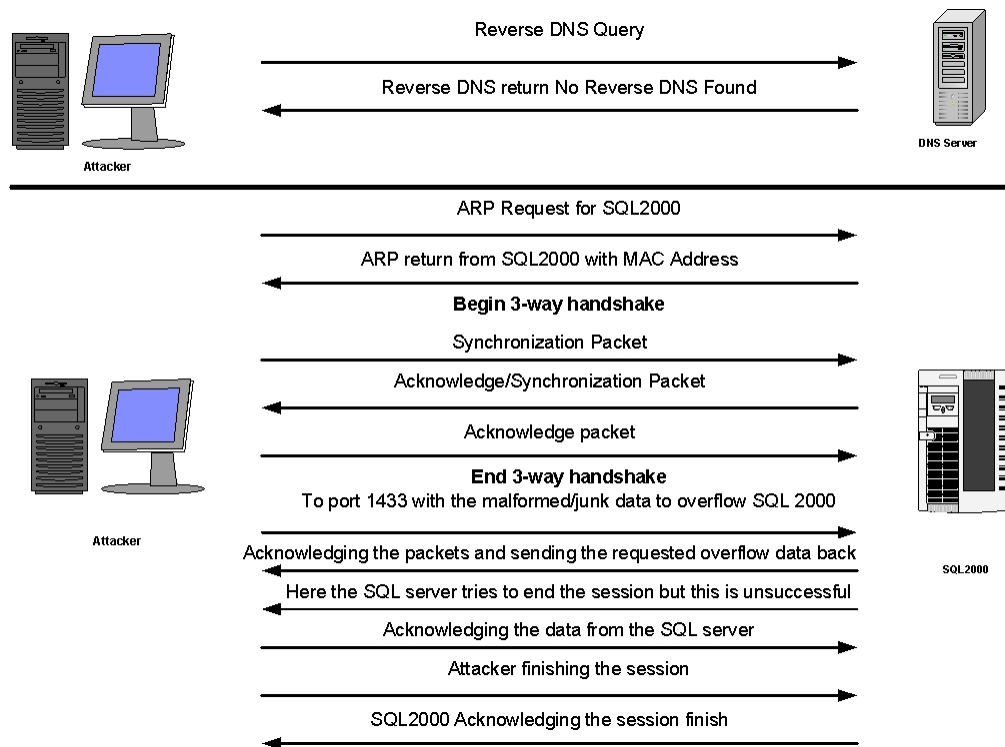 Reverse DNS Query
Reverse DNS return No Reverse DNS Found
Attacker
DNS Server
ARP Request for SQL2000
ARP return from SQL2000 with MAC Address
Begin 3-way handshake
Synchronization Packet
Acknowledge/Synchronization Packet
Acknowledge packet
End 3-way handshake
To port 1433 with the malformed/junk data to overflow SQL 2000
Attacker
Acknowledging the packets and sending the requested overflow data back
SQL2000
Here the SQL server tries to end the session but this is unsuccessful
Acknowledging the data from the SQL server
Attacker finishing the session
SQL2000 Acknowledging the session finish